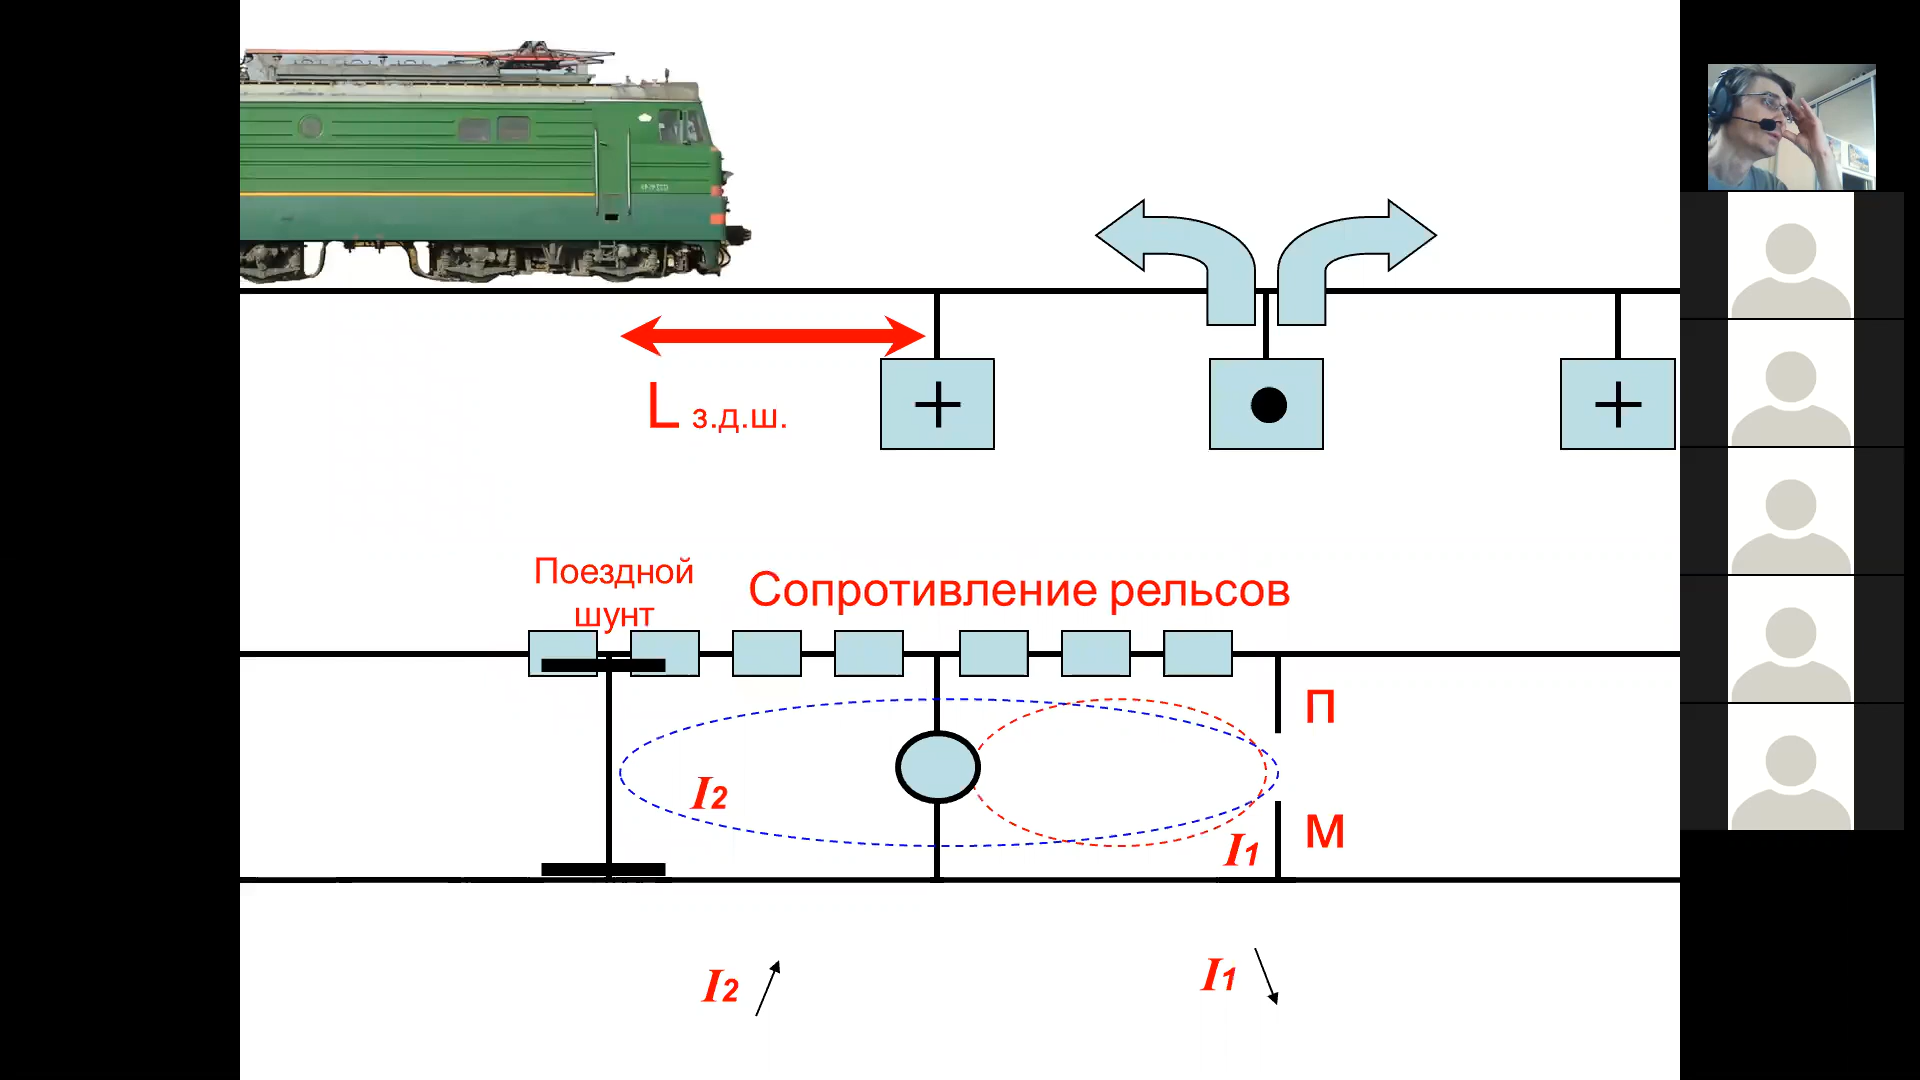 L з.д.ш.
Поездной
шунт
Сопротивление рельсов
П
I2
М
I1
I2
I1